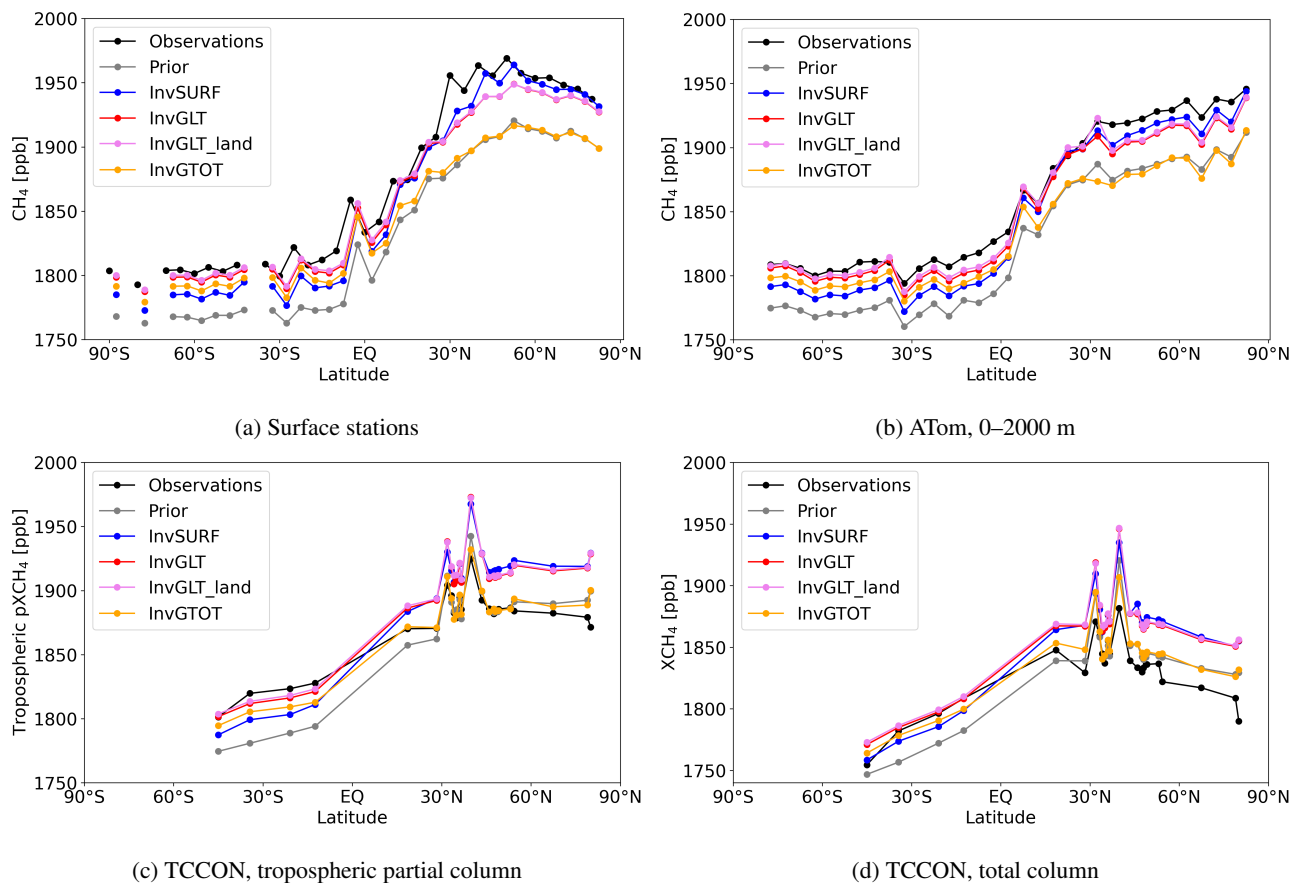 2000
1950
1900
1850
1800
1750
CH₄ [ppb]
Observations
Prior
InvSURF
InvGLT
InvGLT_land
InvGTOT
90°S 60°S 30°S EQ 30°N 60°N 90°N
Latitude
(a) Surface stations
2000
1950
1900
1850
1800
1750
CH₄ [ppb]
Observations
Prior
InvSURF
InvGLT
InvGLT_land
InvGTOT
90°S 60°S 30°S EQ 30°N 60°N 90°N
Latitude
(b) ATom, 0–2000 m
2000
1950
1900
1850
1800
1750
Tropospheric pXCH₄ [ppb]
Observations
Prior
InvSURF
InvGLT
InvGLT_land
InvGTOT
90°S 60°S 30°S EQ 30°N 60°N 90°N
Latitude
(c) TCCON, tropospheric partial column
2000
1950
1900
1850
1800
1750
XCH₄ [ppb]
Observations
Prior
InvSURF
InvGLT
InvGLT_land
InvGTOT
90°S 60°S 30°S EQ 30°N 60°N 90°N
Latitude
(d) TCCON, total column